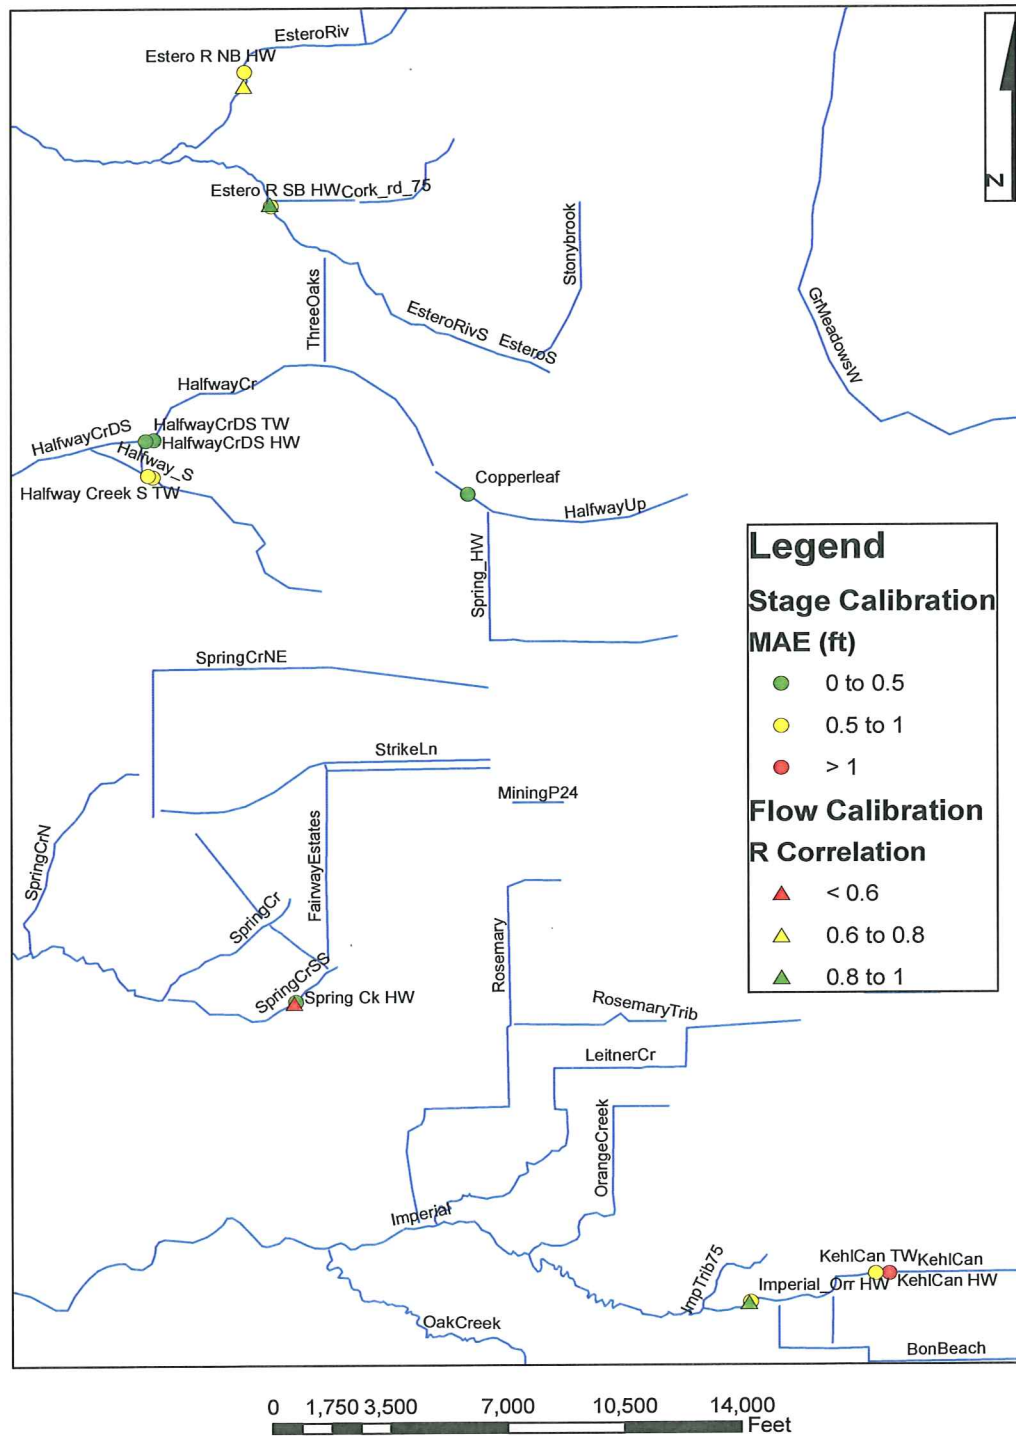 EsteroRiv
Estero R NB HW
Estero R SB HW
Cork_rd_75
Stonybrook
ThreeOaks
GrMeadowsW
EsteroRivS
EsteroS
HalfwayCr
HalfwayCrDS
HalfwayCrDS TW
HalfwayCrDS HW
Halfway_S
Halfway Creek S TW
Copperleaf
HalfwayUp
Spring_HW
SpringCrNE
StrikeLn
MiningP24
SpringCrN
FairwayEstates
SpringCr
SpringCrSS
Spring Ck HW
Rosemary
RosemaryTrib
LeitnerCr
OrangeCreek
Imperial
ImpTrib75
KehlCan TW
KehlCan
KehlCan HW
Imperial_Orr HW
OakCreek
BonBeach
N
Legend
Stage Calibration
MAE (ft)
0 to 0.5
0.5 to 1
> 1
Flow Calibration
R Correlation
< 0.6
0.6 to 0.8
0.8 to 1
0 1,750 3,500 7,000 10,500 14,000
Feet